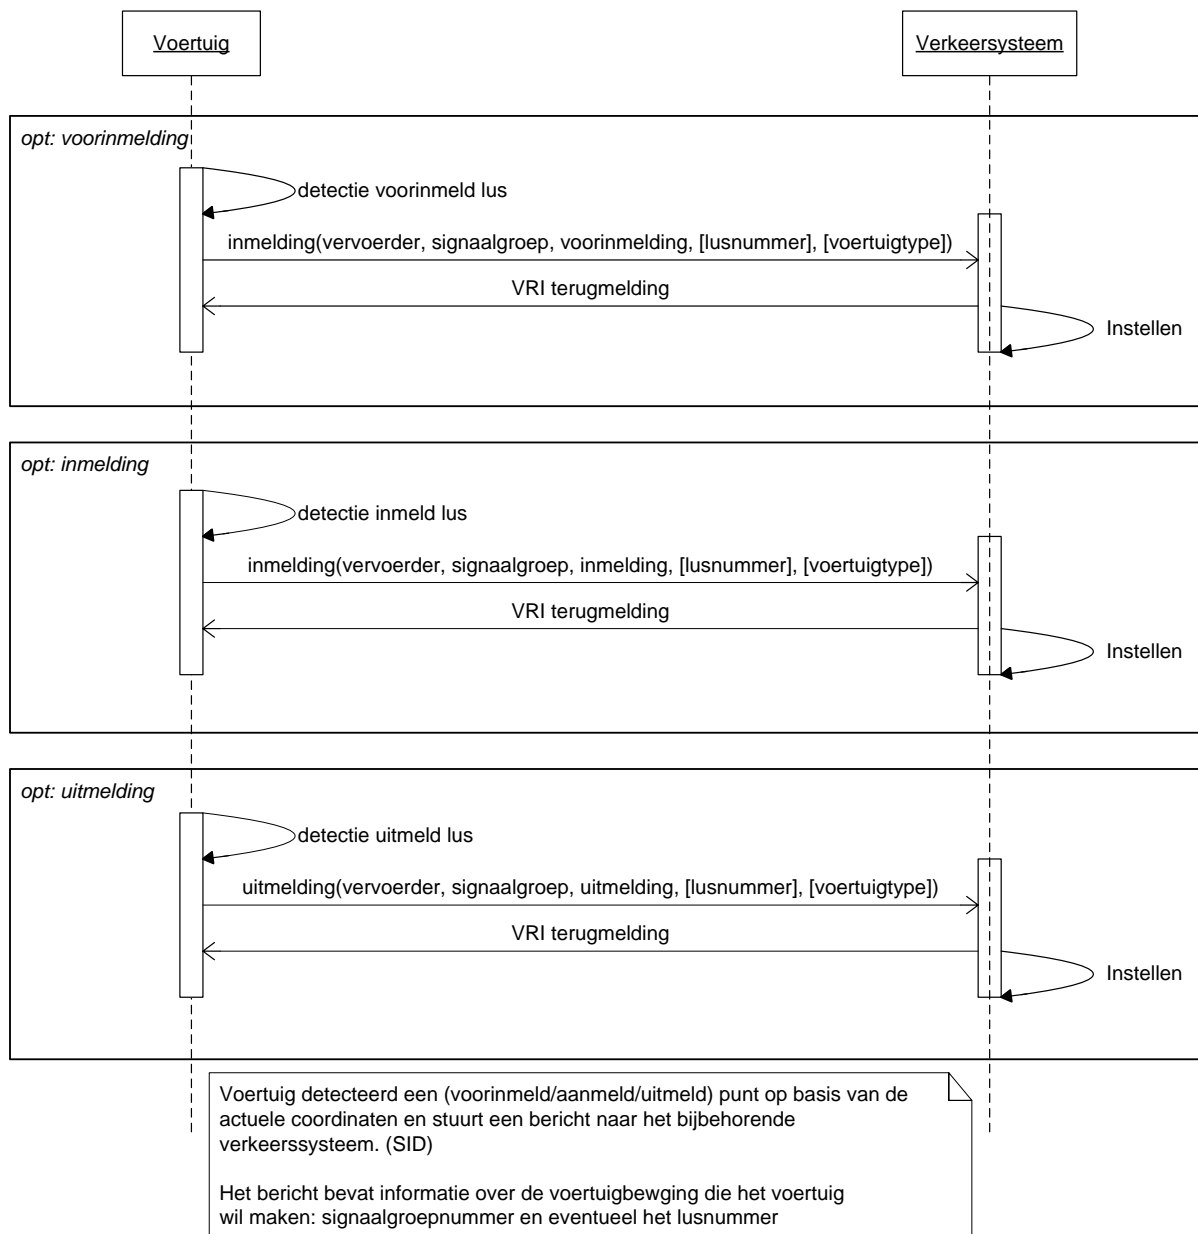 Voertuig
Verkeersysteem
opt: voorinmelding
detectie voorinmeld lus
inmelding(vervoerder, signaalgroep, voorinmelding, [lusnummer], [voertuigtype])
VRI terugmelding
Instellen
opt: inmelding
detectie inmeld lus
inmelding(vervoerder, signaalgroep, inmelding, [lusnummer], [voertuigtype])
VRI terugmelding
Instellen
opt: uitmelding
detectie uitmeld lus
uitmelding(vervoerder, signaalgroep, uitmelding, [lusnummer], [voertuigtype])
VRI terugmelding
Instellen
Voertuig detecteerd een (voorinmeld/aanmeld/uitmeld) punt op basis van de
actuele coordinaten en stuurt een bericht naar het bijbehorende
verkeerssysteem. (SID)
Het bericht bevat informatie over de voertuigbewging die het voertuig
wil maken: signaalgroepnummer en eventueel het lusnummer